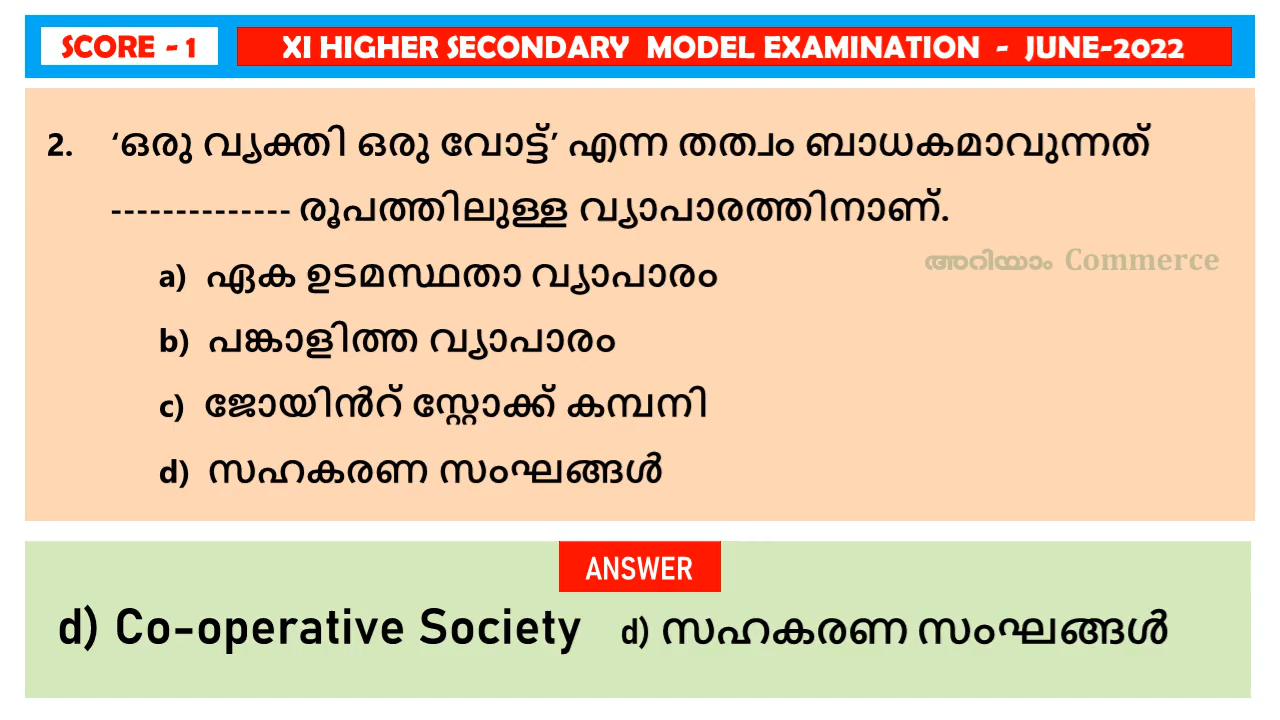 SCORE - 1
XI HIGHER SECONDARY MODEL EXAMINATION - JUNE-2022
2. ‘ഒരു വ്യക്തി ഒരു വോട്ട്’ എന്ന തത്വം ബാധകമാവുന്നത്
-------------- രൂപത്തിലുള്ള വ്യാപാരത്തിനാണ്.
അറിയാം Commerce
a) ഏക ഉടമസ്ഥതാ വ്യാപാരം
b) പങ്കാളിത്ത വ്യാപാരം
c) ജോയിൻറ് സ്റ്റോക്ക് കമ്പനി
d) സഹകരണ സംഘങ്ങൾ
ANSWER
d) Co-operative Society d) സഹകരണ സംഘങ്ങൾ